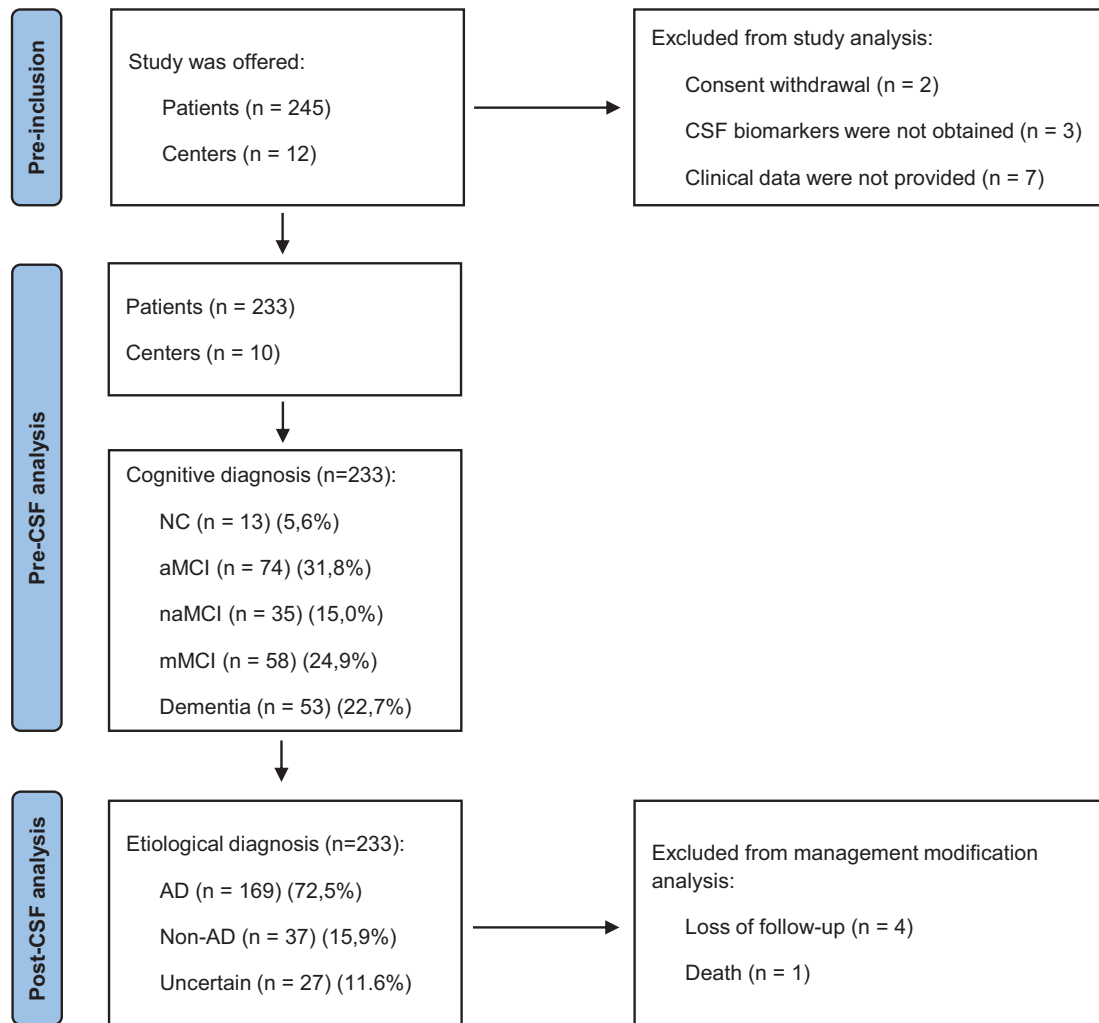 Pre-inclusion
Study was offered:
Patients (n = 245)
Centers (n = 12)
Excluded from study analysis:
Consent withdrawal (n = 2)
CSF biomarkers were not obtained (n = 3)
Clinical data were not provided (n = 7)
Pre-CSF analysis
Patients (n = 233)
Centers (n = 10)
Cognitive diagnosis (n=233):
NC (n = 13) (5,6%)
aMCI (n = 74) (31,8%)
naMCI (n = 35) (15,0%)
mMCI (n = 58) (24,9%)
Dementia (n = 53) (22,7%)
Post-CSF analysis
Etiological diagnosis (n=233):
AD (n = 169) (72,5%)
Non-AD (n = 37) (15,9%)
Uncertain (n = 27) (11.6%)
Excluded from management modification
analysis:
Loss of follow-up (n = 4)
Death (n = 1)